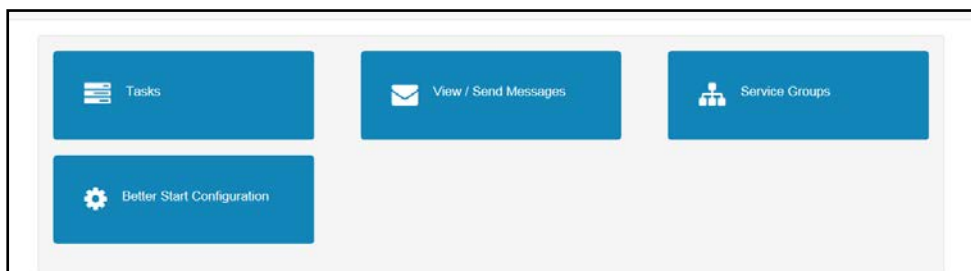 Tasks
View / Send Messages
Service Groups
Better Start Configuration